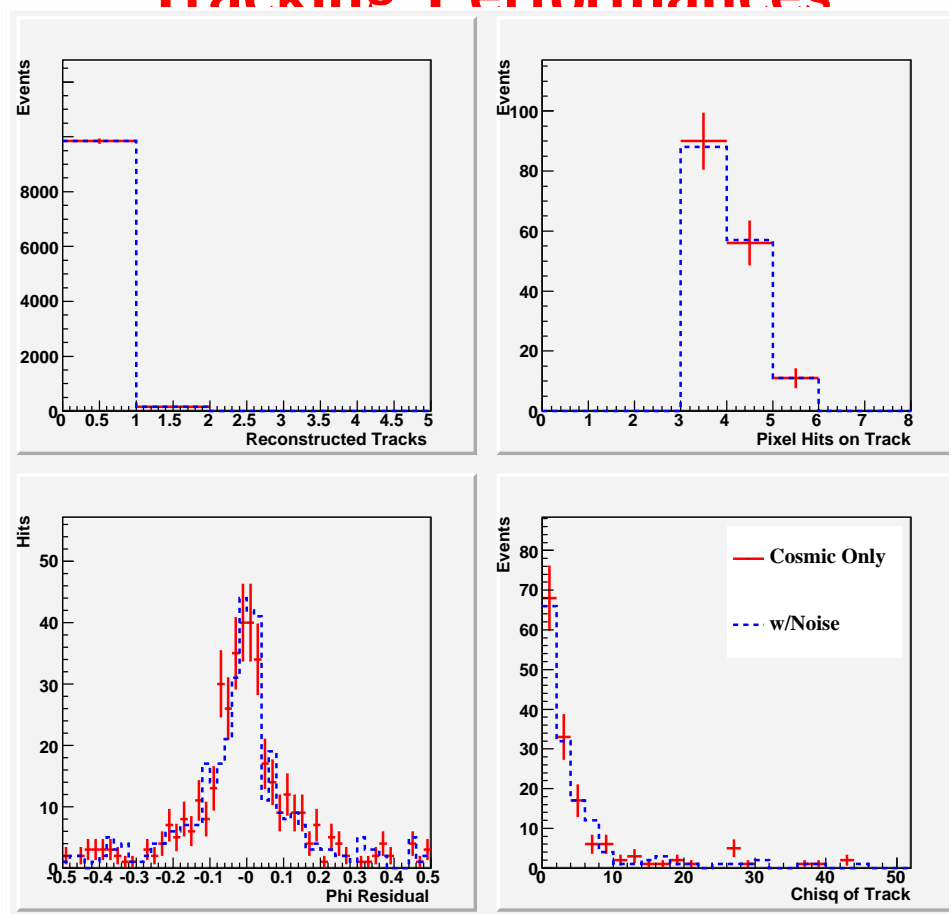 Tracking Performances
Events
8000
6000
4000
2000
0
0 0.5 1 1.5 2 2.5 3 3.5 4 4.5 5
Reconstructed Tracks
Events
100
80
60
40
20
0
0 1 2 3 4 5 6 7 8
Pixel Hits on Track
Hits
50
40
30
20
10
0
-0.5 -0.4 -0.3 -0.2 -0.1 -0 0.1 0.2 0.3 0.4 0.5
Phi Residual
Events
80
70
60
50
40
30
20
10
0
0 10 20 30 40 50
Chisq of Track
Cosmic Only
w/Noise